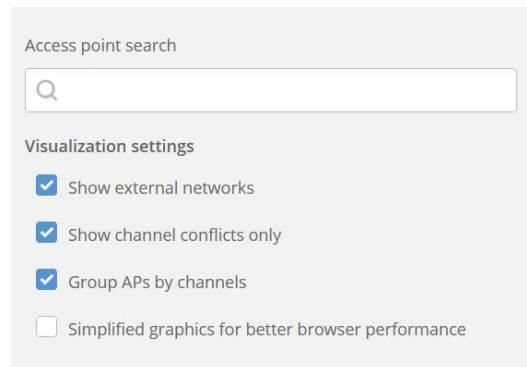 Access point search
Visualization settings
Show external networks
Show channel conflicts only
Group APs by channels
Simplified graphics for better browser performance